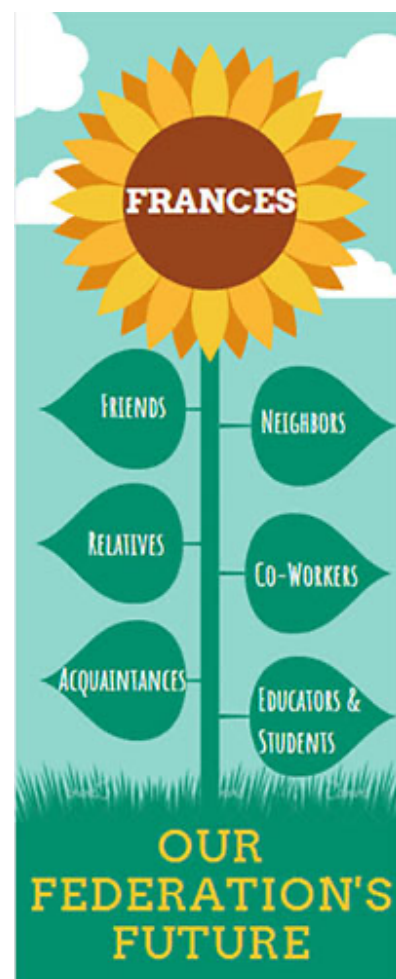 FRANCES
FRIENDS
NEIGHBORS
RELATIVES
CO-WORKERS
ACQUAINTANCES
EDUCATORS &
STUDENTS
OUR
FEDERATION'S
FUTURE